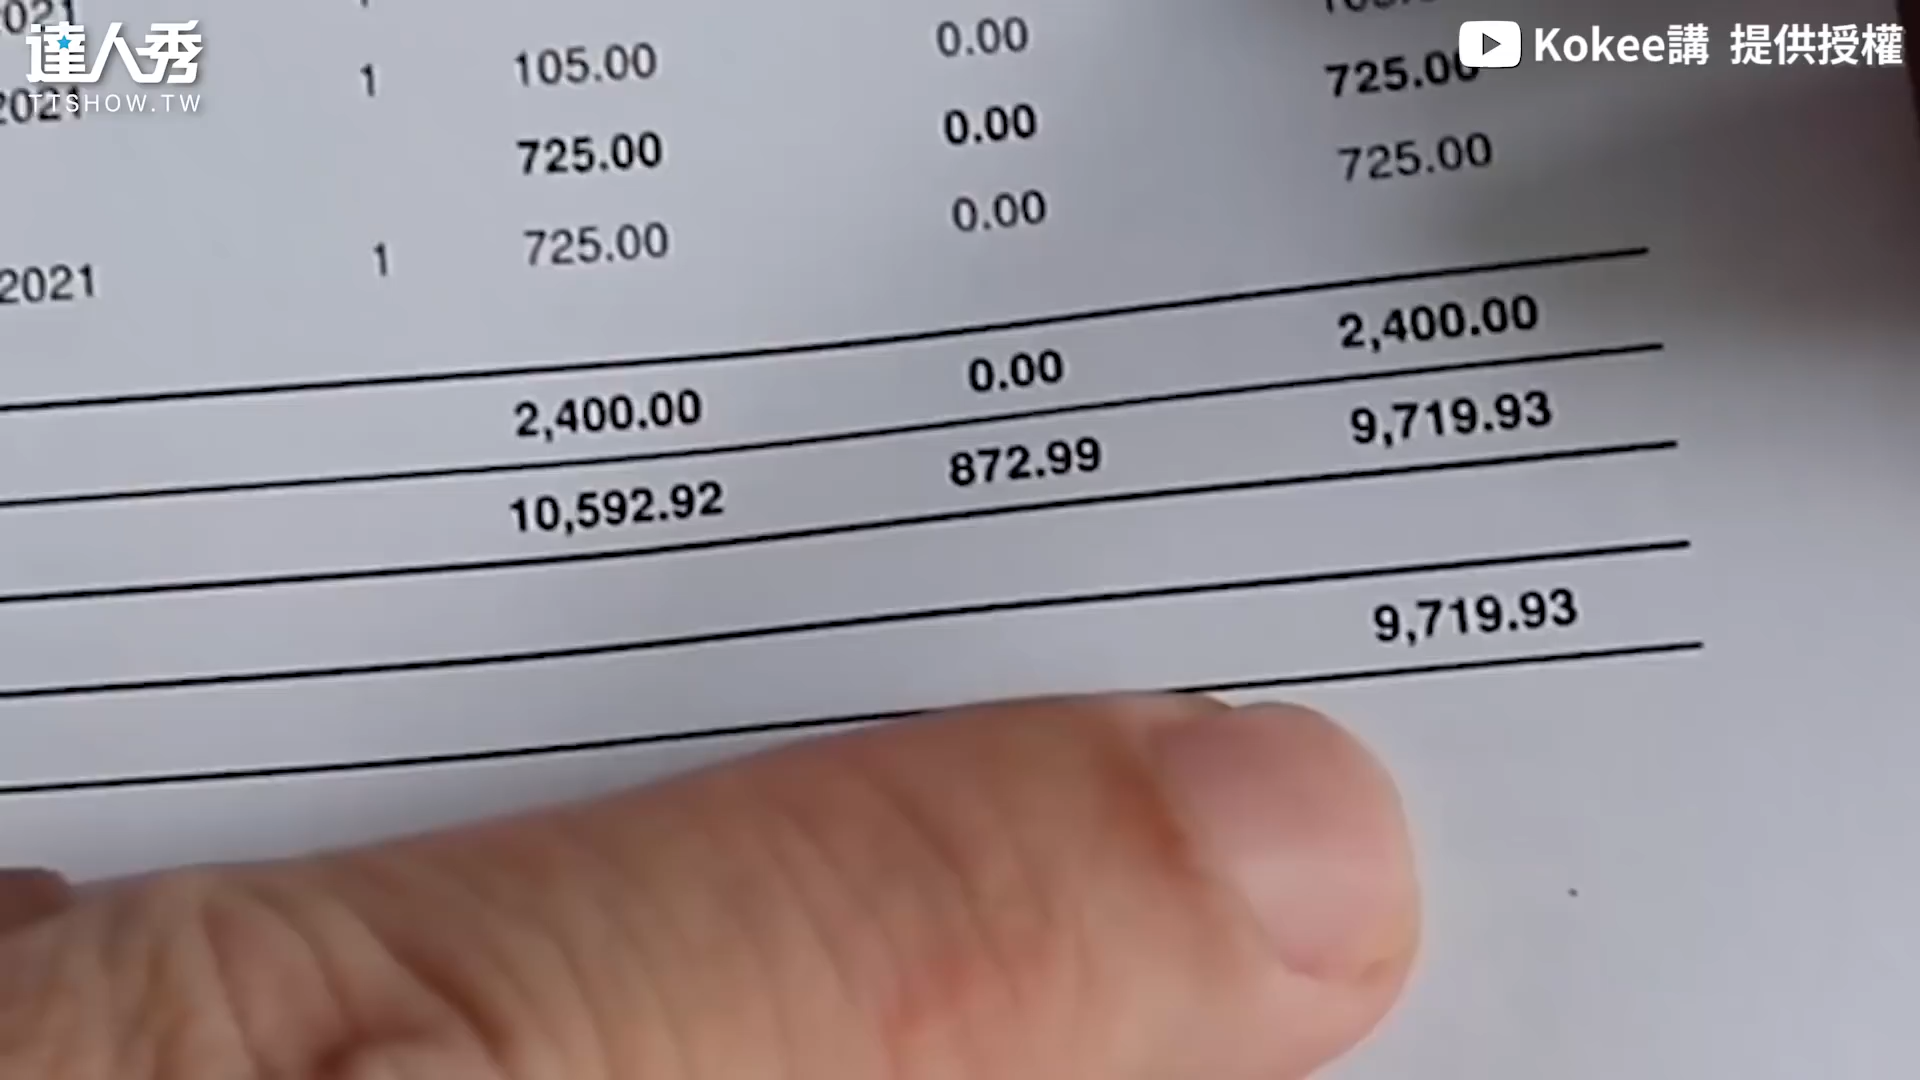 達人秀
TTSHOW.TW
Kokee講 提供授權
2021
2021 1 105.00 0.00
725.00 0.00 725.00
2021 1 725.00 0.00 725.00
2,400.00 0.00 2,400.00
10,592.92 872.99 9,719.93
9,719.93